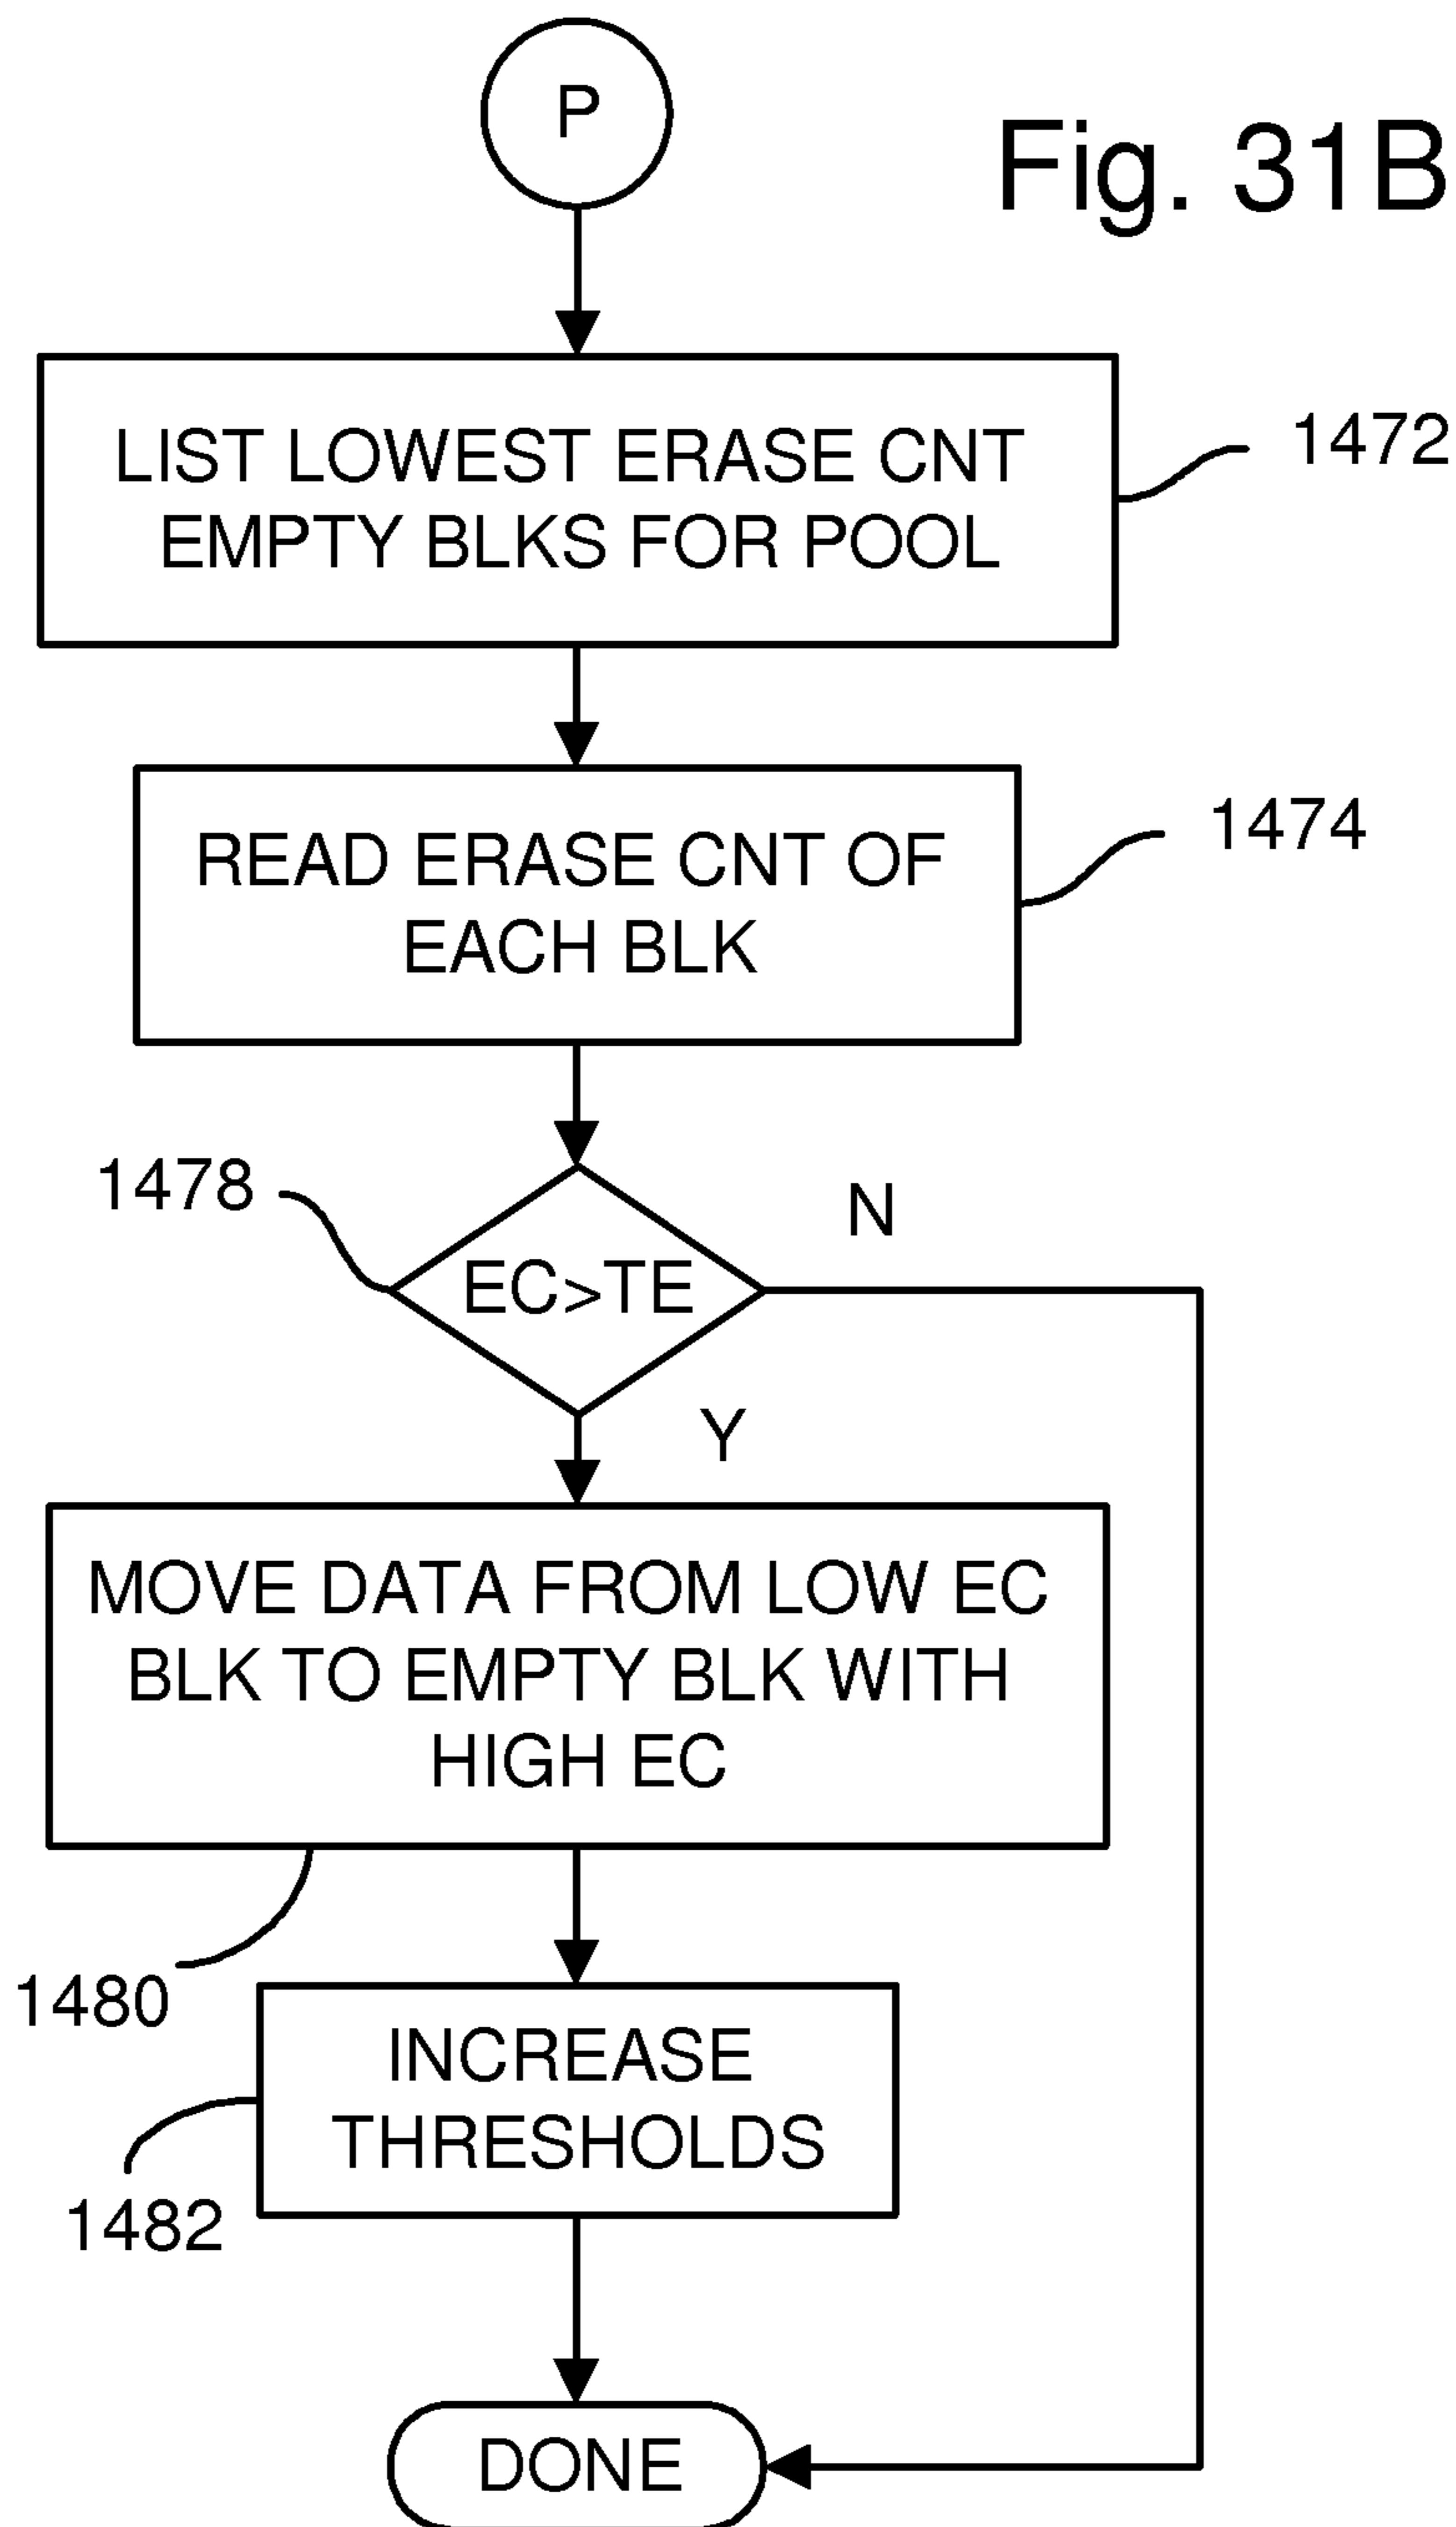 P
Fig. 31B
LIST LOWEST ERASE CNT
EMPTY BLKS FOR POOL
1472
READ ERASE CNT OF
EACH BLK
1474
1478
N
EC>TE
Y
MOVE DATA FROM LOW EC
BLK TO EMPTY BLK WITH
HIGH EC
1480
INCREASE
THRESHOLDS
1482
DONE